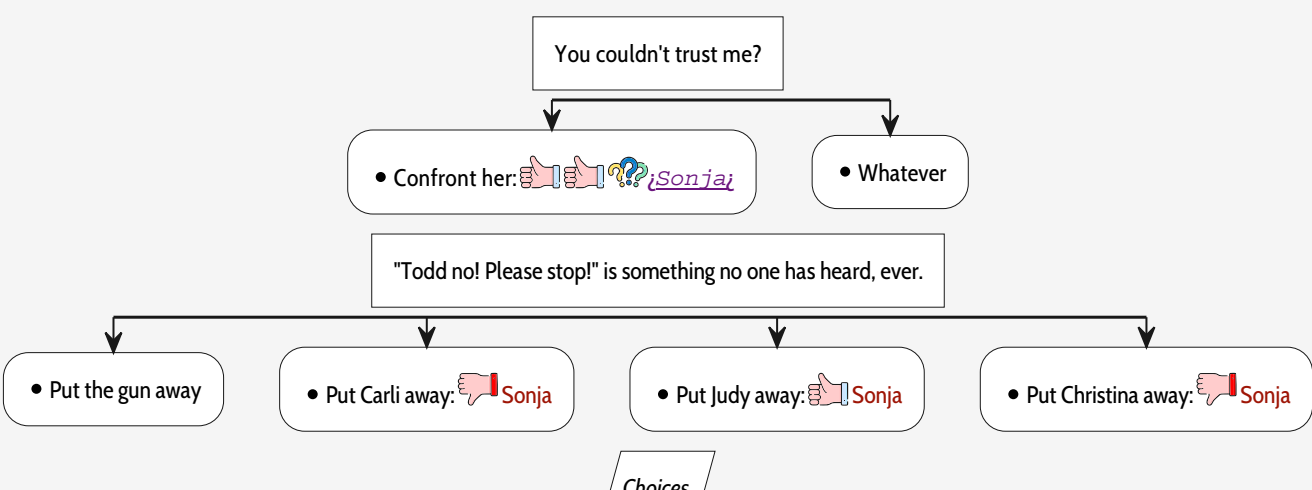 You couldn't trust me?
• Confront her: ¿Sonja¿
• Whatever
"Todd no! Please stop!" is something no one has heard, ever.
• Put the gun away
• Put Carli away: Sonja
• Put Judy away: Sonja
• Put Christina away: Sonja
Choices